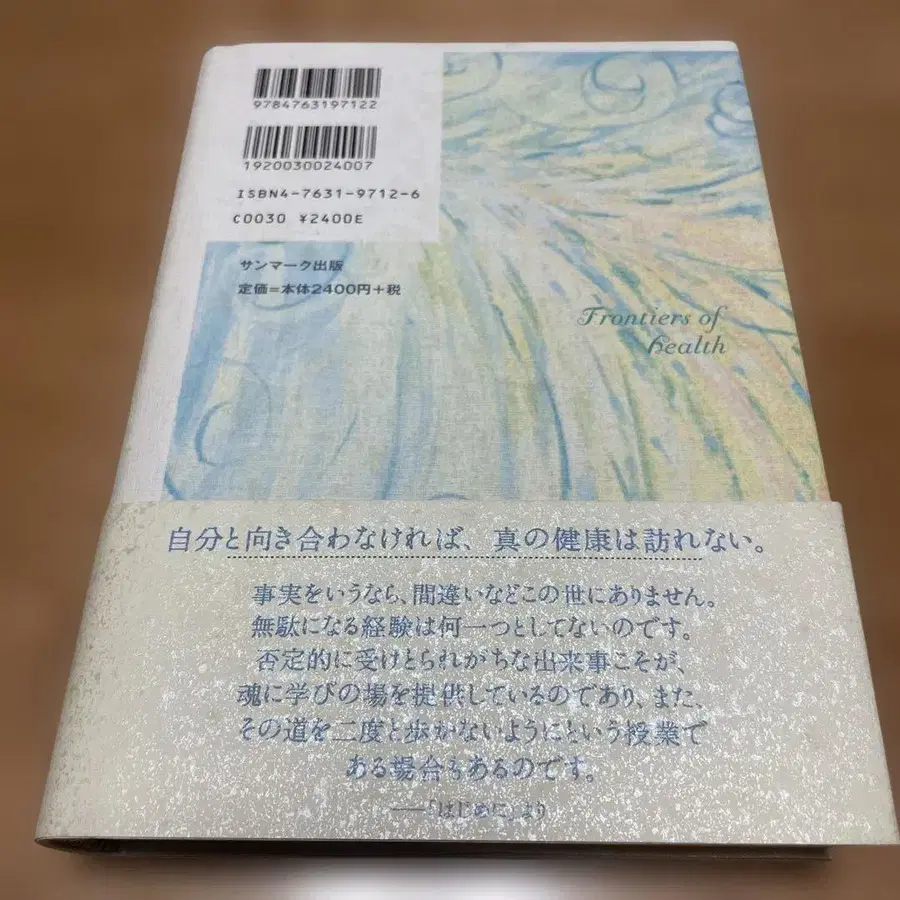 9784763197122
1920030024007
ISBN4-7631-9712-6
C0030 ¥2400E
サンマーク出版
定価=本体2400円+税
Frontiers of
health
自分と向き合わなければ、真の健康は訪れない。
事実をいうなら、間違いなどこの世にありません。
無駄になる経験は何一つとしてないのです。
否定的に受けとられがちな出来事こそが、
魂に学びの場を提供しているのであり、また、
その道を二度と歩かないようにという授業で
ある場合もあるのです。
——「はじめに」より